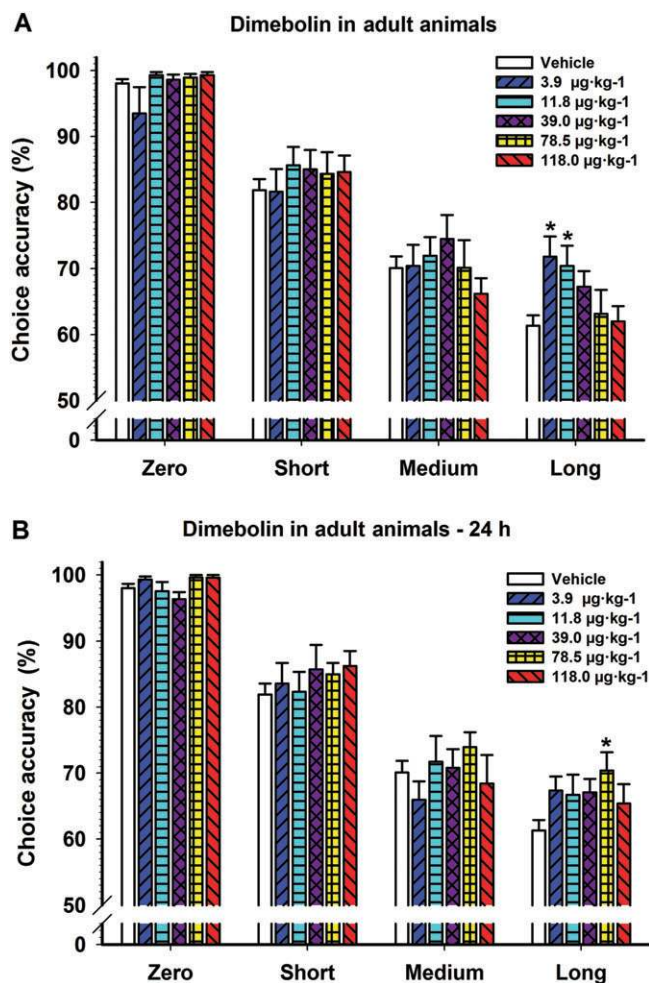 A
Dimebolin in adult animals
Vehicle
3.9 µg·kg-1
11.8 µg·kg-1
39.0 µg·kg-1
78.5 µg·kg-1
118.0 µg·kg-1
Choice accuracy (%)
100
90
80
70
60
50
0
* *
Zero Short Medium Long
B
Dimebolin in adult animals - 24 h
Vehicle
3.9 µg·kg-1
11.8 µg·kg-1
39.0 µg·kg-1
78.5 µg·kg-1
118.0 µg·kg-1
Choice accuracy (%)
100
90
80
70
60
50
0
*
Zero Short Medium Long